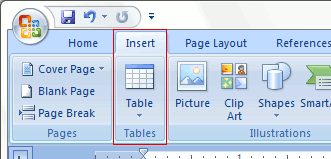 Home Insert Page Layout References
Cover Page
Blank Page
Page Break
Pages
Table
Tables
Picture
Clip
Art
Shapes
Illustrations
1